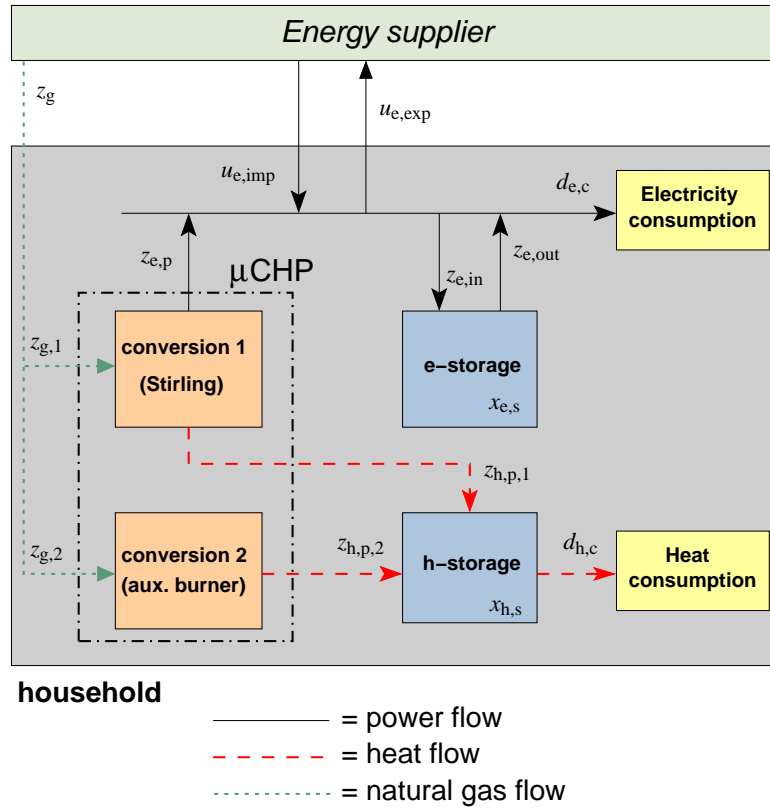 Energy supplier
z_g
u_e,exp
u_e,imp
d_e,c
Electricity
consumption
z_e,p
z_e,out
μCHP
z_e,in
z_g,1
conversion 1
(Stirling)
e-storage
x_e,s
z_h,p,1
z_g,2
conversion 2
(aux. burner)
z_h,p,2
h-storage
x_h,s
d_h,c
Heat
consumption
household
= power flow
= heat flow
= natural gas flow